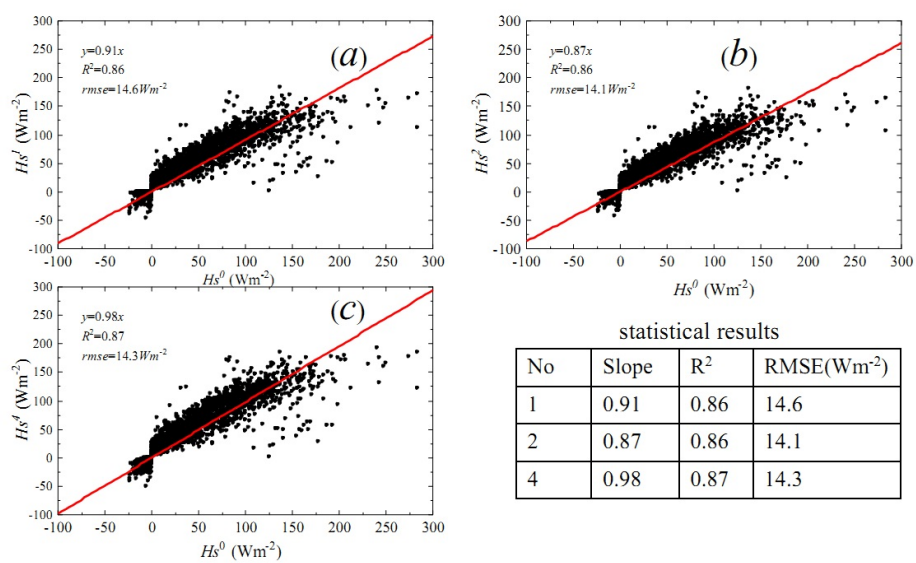 300
250
200
150
100
50
0
-50
-100
Hs¹ (Wm⁻²)
y=0.91x
R²=0.86
rmse=14.6Wm⁻²
(a)
-100 -50 0 50 100 150 200 250 300
Hs⁰ (Wm⁻²)
300
250
200
150
100
50
0
-50
-100
Hs² (Wm⁻²)
y=0.87x
R²=0.86
rmse=14.1Wm⁻²
(b)
-100 -50 0 50 100 150 200 250 300
Hs⁰ (Wm⁻²)
300
250
200
150
100
50
0
-50
-100
Hs⁴ (Wm⁻²)
y=0.98x
R²=0.87
rmse=14.3Wm⁻²
(c)
-100 -50 0 50 100 150 200 250 300
Hs⁰ (Wm⁻²)
statistical results
No Slope R² RMSE(Wm⁻²)
1 0.91 0.86 14.6
2 0.87 0.86 14.1
4 0.98 0.87 14.3